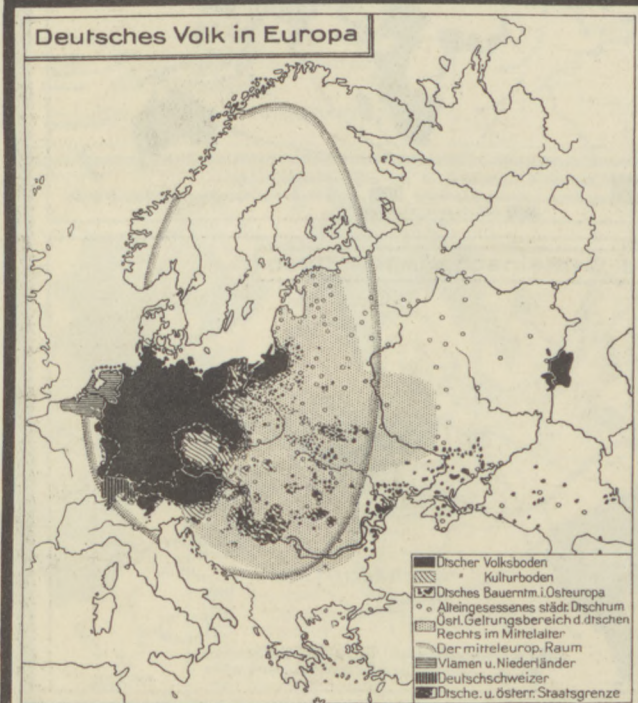 Deutsches Volk in Europa
Dtscher Volksboden
" Kulturboden
Dtsches Bauerntm. i. Osteuropa
Alteingesessenes städt. Dtschtum
Östl. Geltungsbereich d. dtschen
Rechts im Mittelalter
Der mitteleurop. Raum
Vlamen u. Niederländer
Deutschschweizer
Dtsche. u. österr. Staatsgrenze